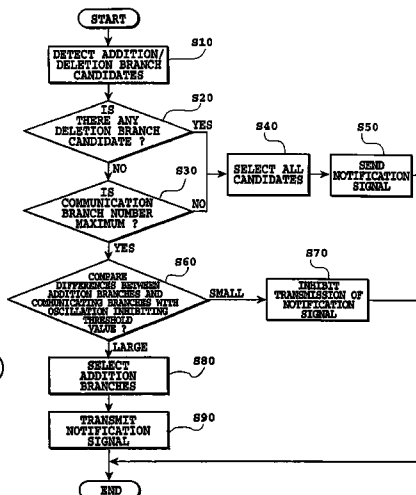 START
S10
DETECT ADDITION/
DELETION BRANCH
CANDIDATES
S20
IS
THERE ANY
DELETION BRANCH
CANDIDATE ?
YES
NO
S30
IS
COMMUNICATION
BRANCH NUMBER
MAXIMUM ?
NO
YES
S40
SELECT ALL
CANDIDATES
S50
SEND
NOTIFICATION
SIGNAL
S60
COMPARE
DIFFERENCES BETWEEN
ADDITION BRANCHES AND
COMMUNICATING BRANCHES WITH
OSCILLATION INHIBITING
THRESHOLD
VALUE ?
SMALL
LARGE
S70
INHIBIT
TRANSMISSION OF
NOTIFICATION
SIGNAL
S80
SELECT
ADDITION
BRANCHES
S90
TRANSMIT
NOTIFICATION
SIGNAL
END